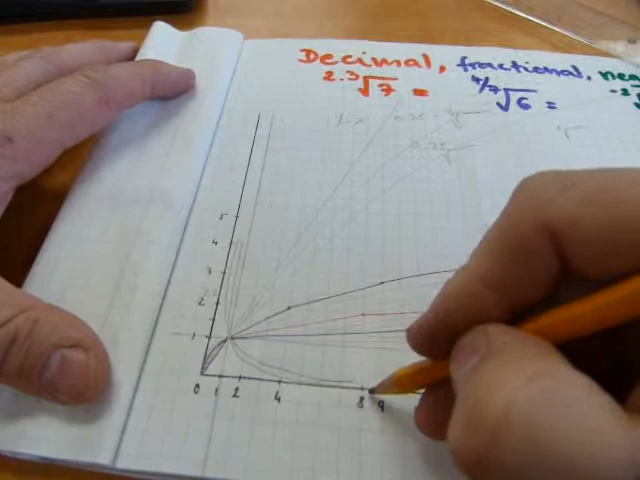 Decimal, fractional, neg
2.3√7 = 4/7√6 = -2√
5
4
3
2
1
0 1 2 4 8 9